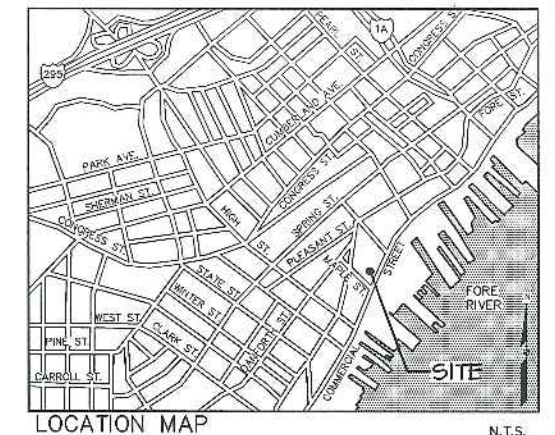 PEARL ST.
1A
CONGRESS S
295
CUMBERLAND AVE.
FORE ST.
PARK AVE.
SHERMAN ST.
CONGRESS ST.
HIGH ST.
CONGRESS ST.
SPRING ST.
PLEASANT ST.
MAPLE ST.
COMMERCIAL STREET
FORE
RIVER
STATE ST.
WINTER ST.
WEST ST.
CLARK ST.
DANFORTH ST.
PINE ST.
CARROLL ST.
SITE
LOCATION MAP
N.T.S.